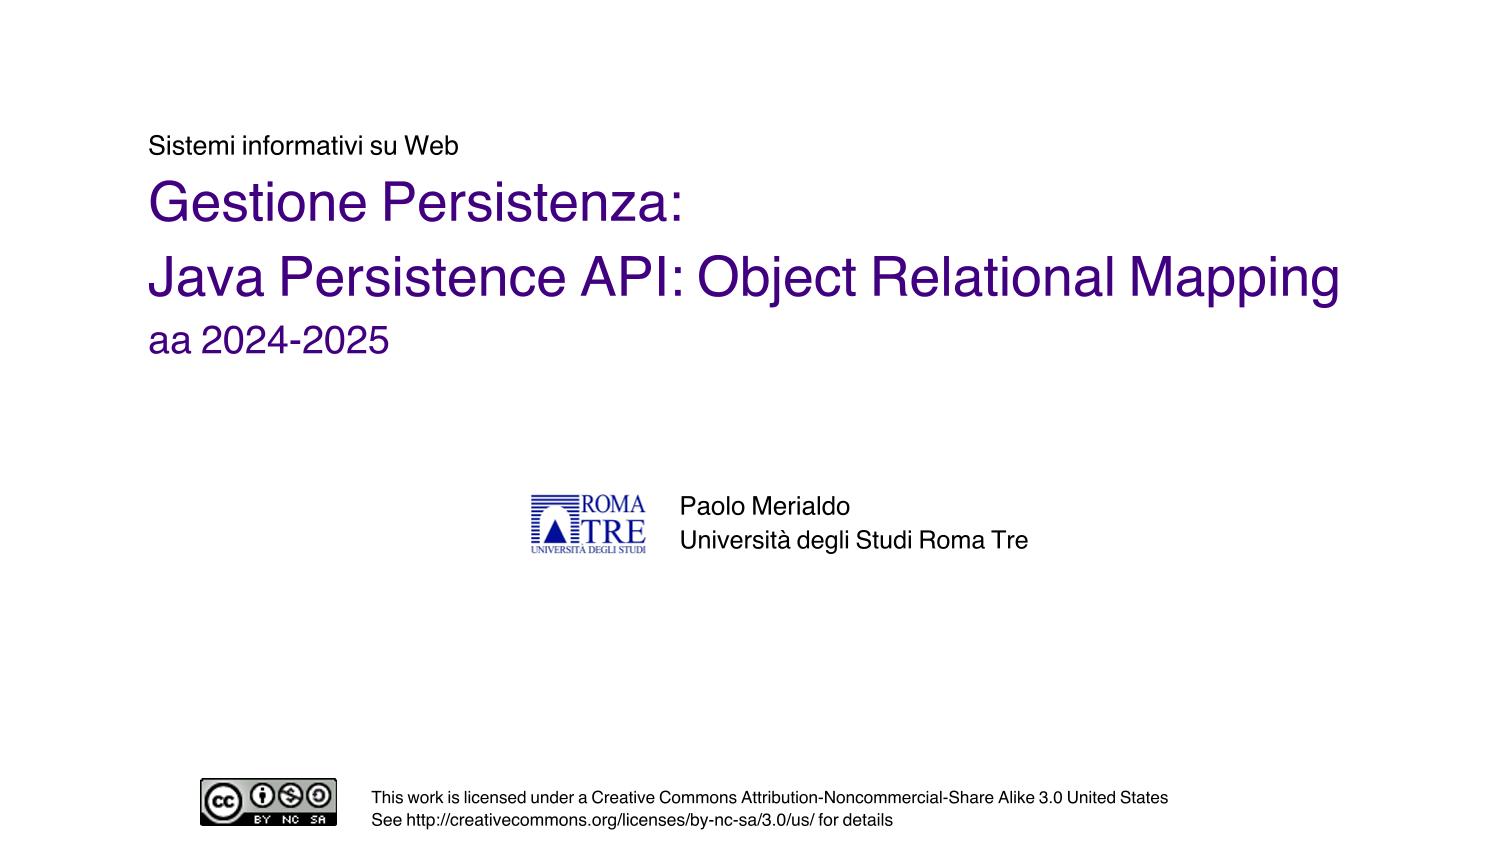 Sistemi informativi su Web
Gestione Persistenza:
Java Persistence API: Object Relational Mapping
aa 2024-2025
ROMA
TRE
UNIVERSITÀ DEGLI STUDI
Paolo Merialdo
Università degli Studi Roma Tre
cc
BY NC SA
This work is licensed under a Creative Commons Attribution-Noncommercial-Share Alike 3.0 United States
See http://creativecommons.org/licenses/by-nc-sa/3.0/us/ for details